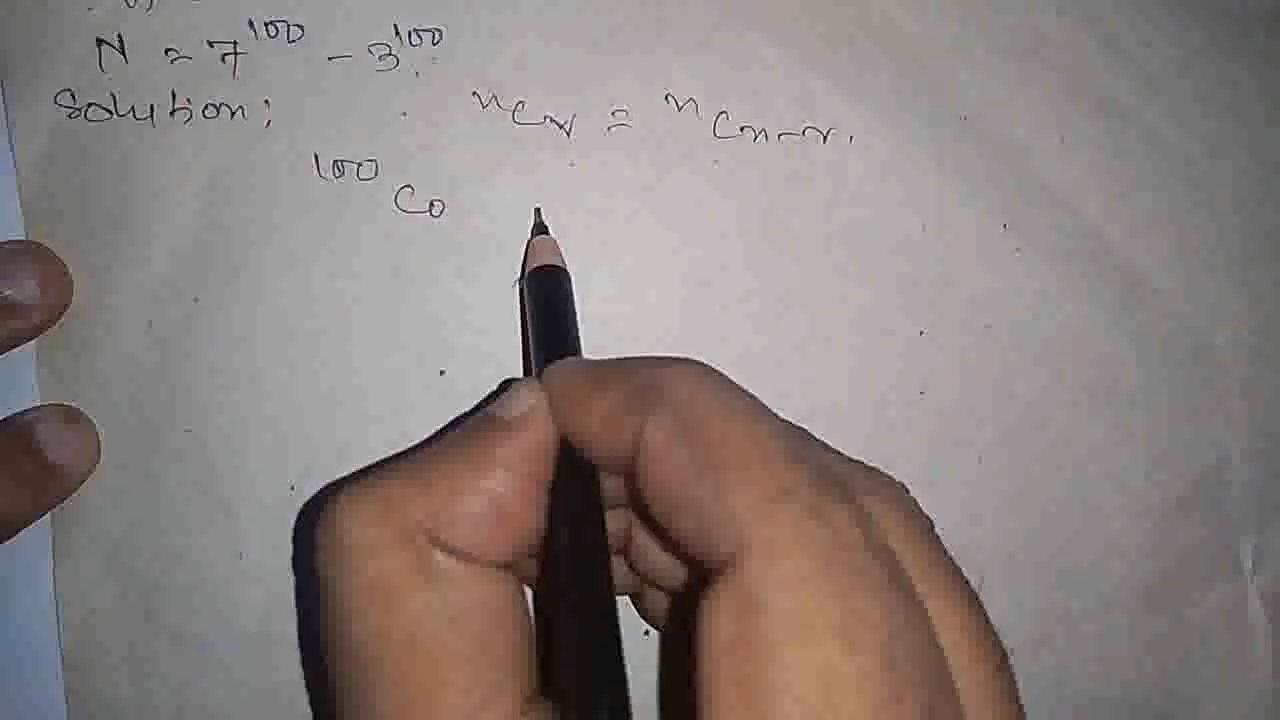 N = 7^100 - 3^100
Solution:
nCr = nCn-r.
100C0